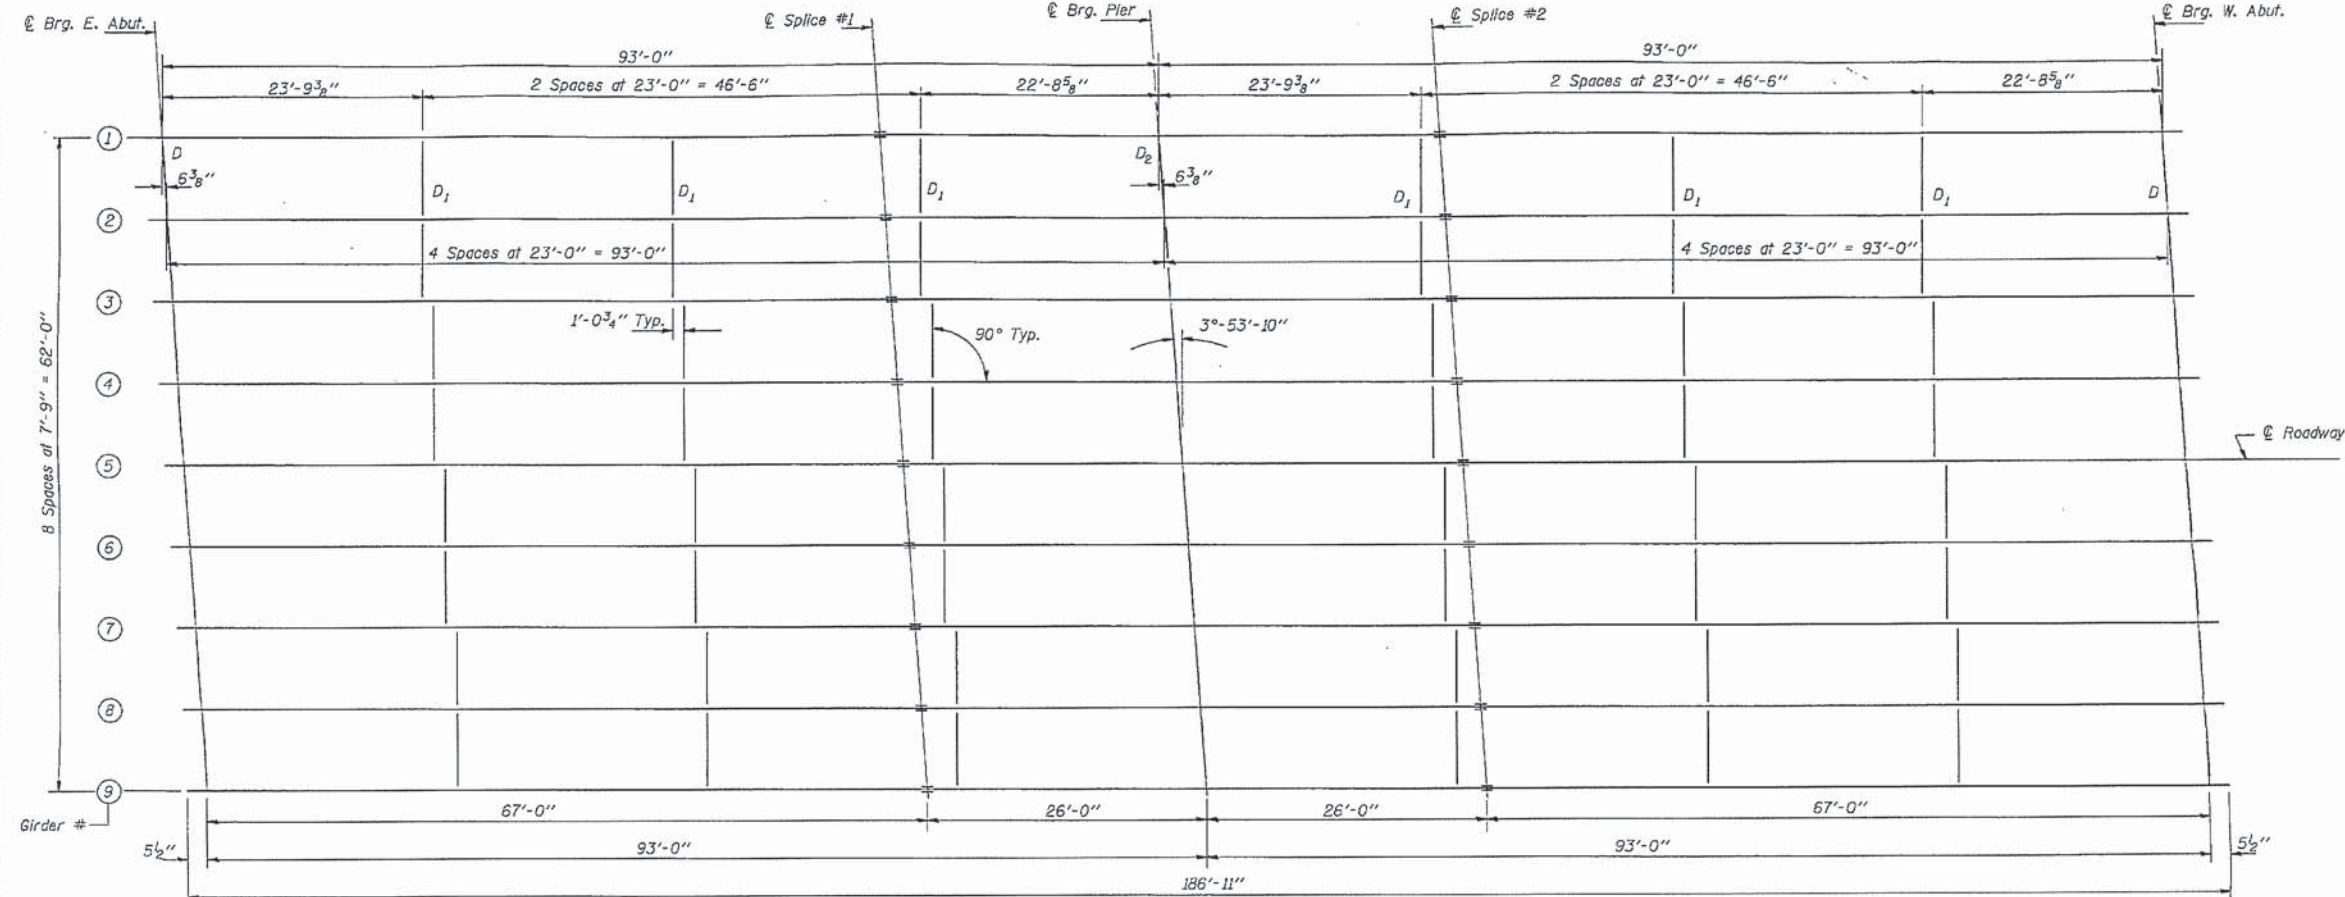 ℄ Brg. E. Abut.
℄ Splice #1
℄ Brg. Pier
℄ Splice #2
℄ Brg. W. Abut.
93'-0"
93'-0"
23'-9⅜"
2 Spaces at 23'-0" = 46'-6"
22'-8⅝"
23'-9⅜"
2 Spaces at 23'-0" = 46'-6"
22'-8⅝"
1
D
D₂
6⅜"
6⅜"
D₁
D₁
D₁
D₁
D₁
D₁
D
2
4 Spaces at 23'-0" = 93'-0"
4 Spaces at 23'-0" = 93'-0"
3
1'-0¾" Typ.
90° Typ.
3°-53'-10"
4
8 Spaces at 7'-9" = 62'-0"
℄ Roadway
5
6
7
8
9
Girder #
67'-0"
26'-0"
26'-0"
67'-0"
5½"
93'-0"
93'-0"
5½"
186'-11"